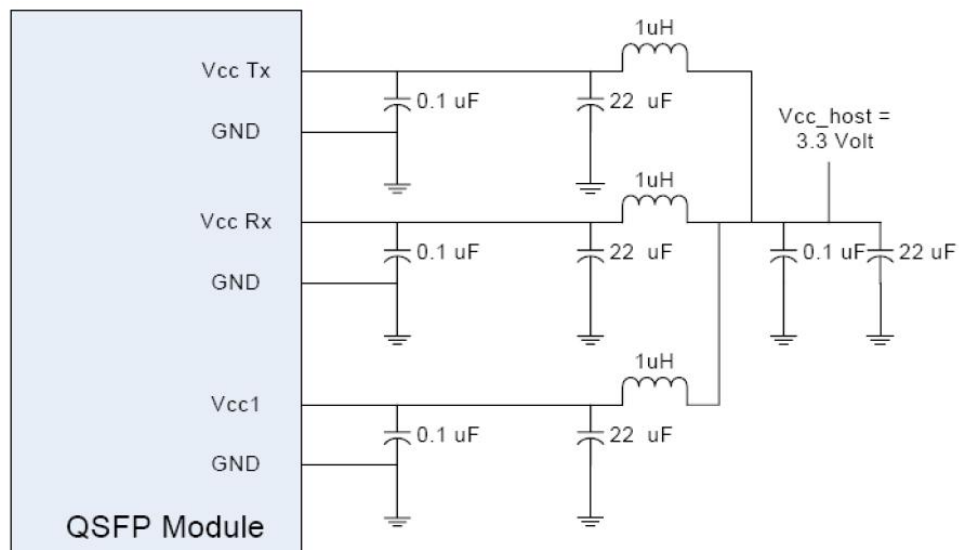 1uH
Vcc Tx
0.1 uF
22 uF
Vcc_host =
3.3 Volt
GND
1uH
Vcc Rx
0.1 uF
22 uF
0.1 uF
22 uF
GND
1uH
Vcc1
0.1 uF
22 uF
GND
QSFP Module